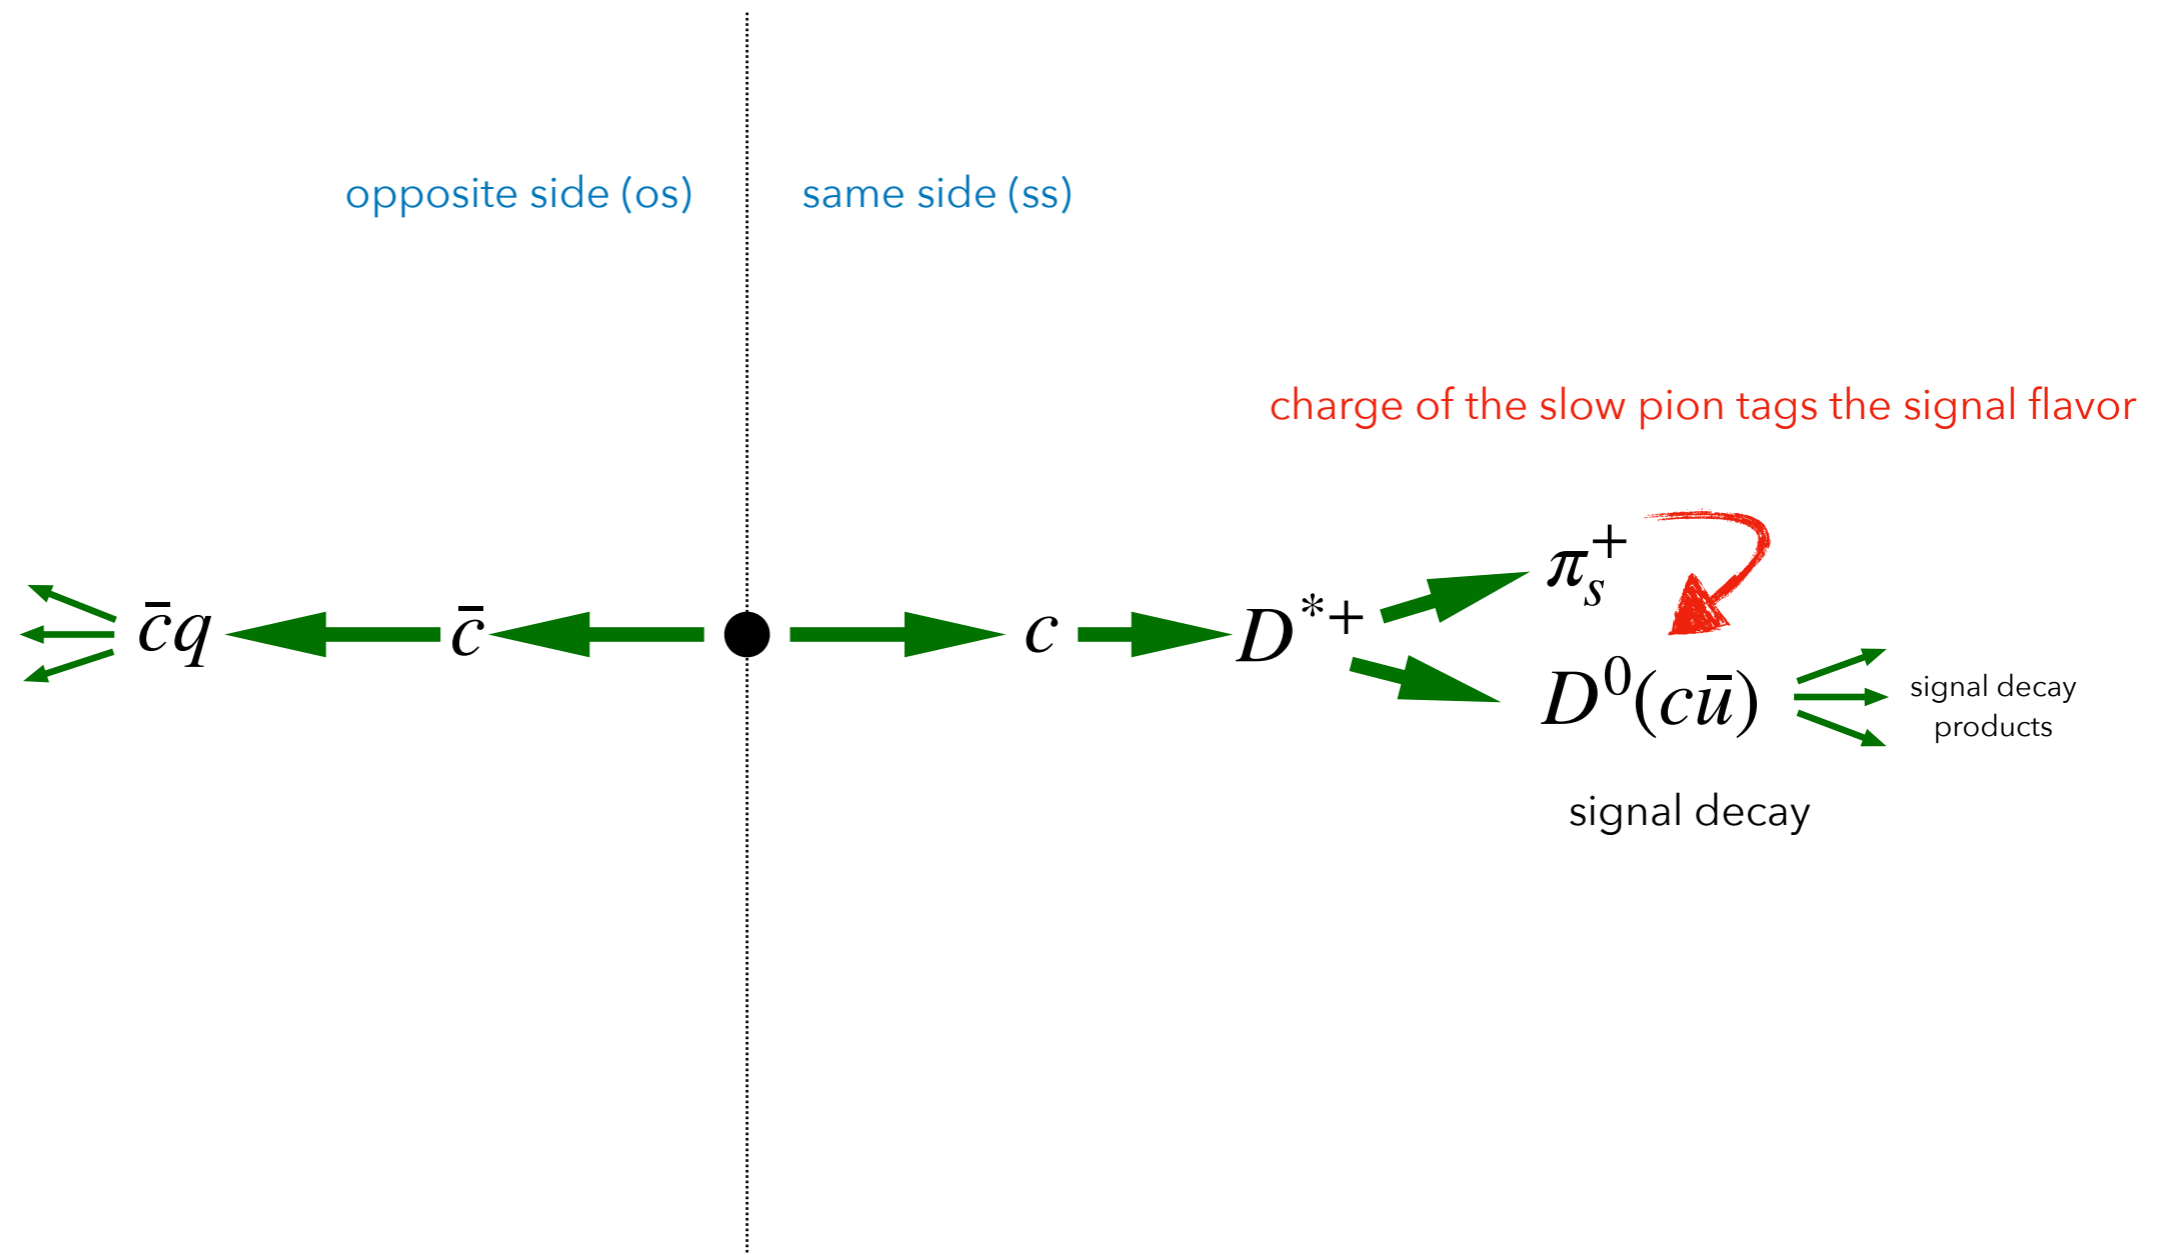 opposite side (os)
same side (ss)
charge of the slow pion tags the signal flavor
π_s^+
c̄q
c̄
c
D^{*+}
D^0(cū)
signal decay
products
signal decay